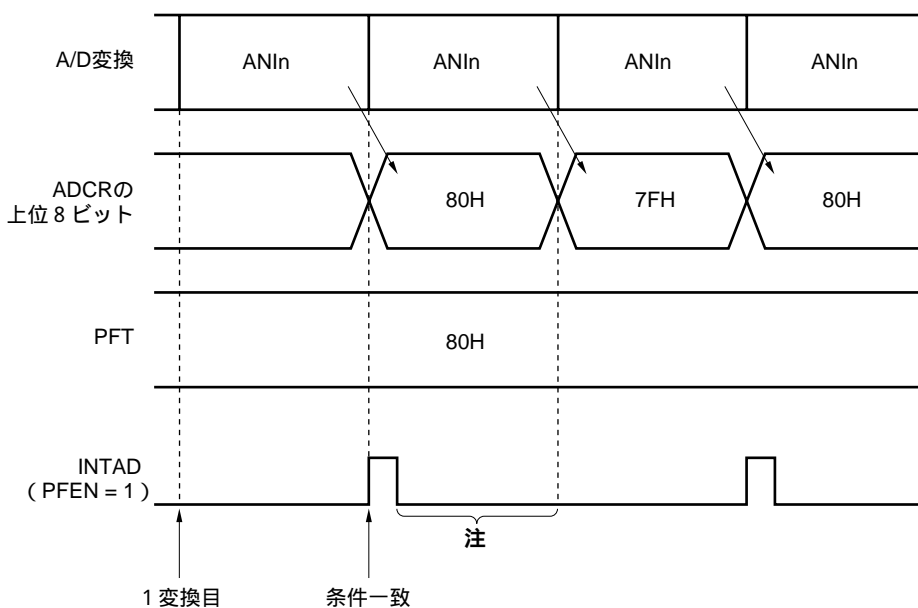 A/D変換
ANIn
ANIn
ANIn
ANIn
ADCRの
上位８ビット
80H
7FH
80H
PFT
80H
INTAD
（PFEN = 1）
注
１変換目
条件一致